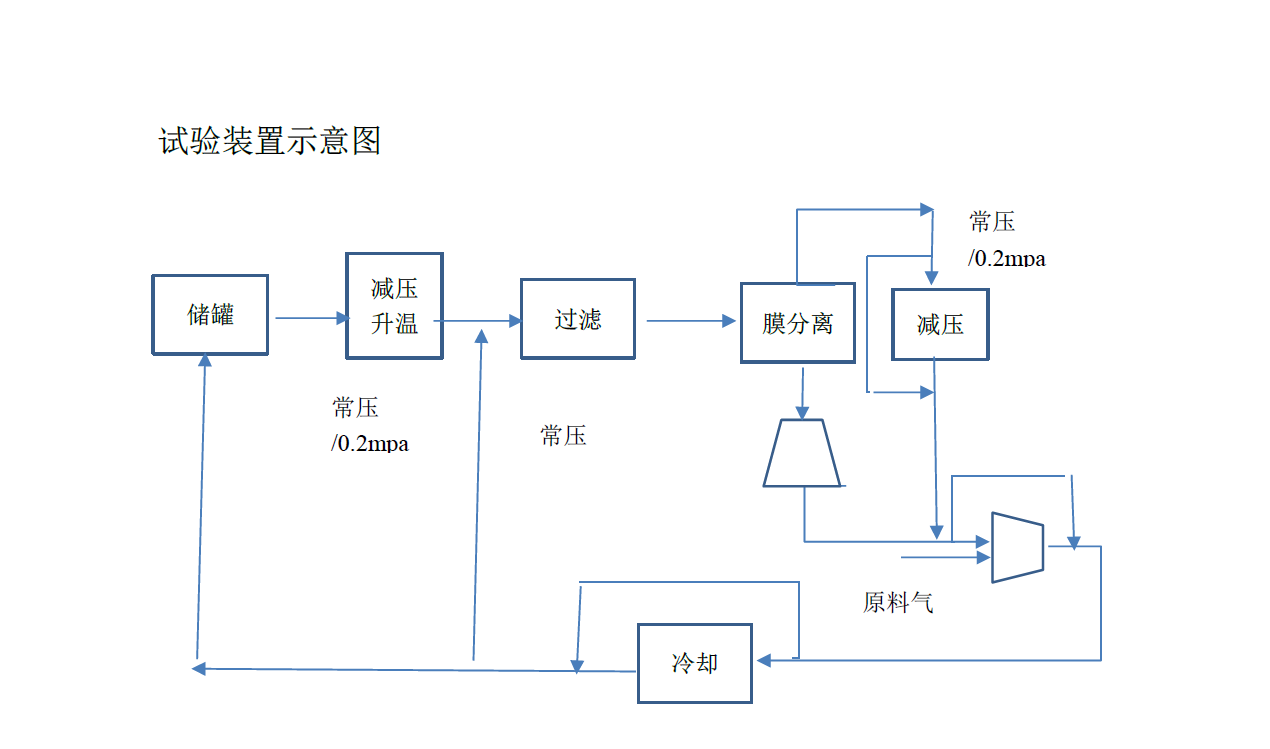 试验装置示意图
常压
/0.2mpa
储罐
减压
升温
过滤
膜分离
减压
常压
/0.2mpa
常压
原料气
冷却